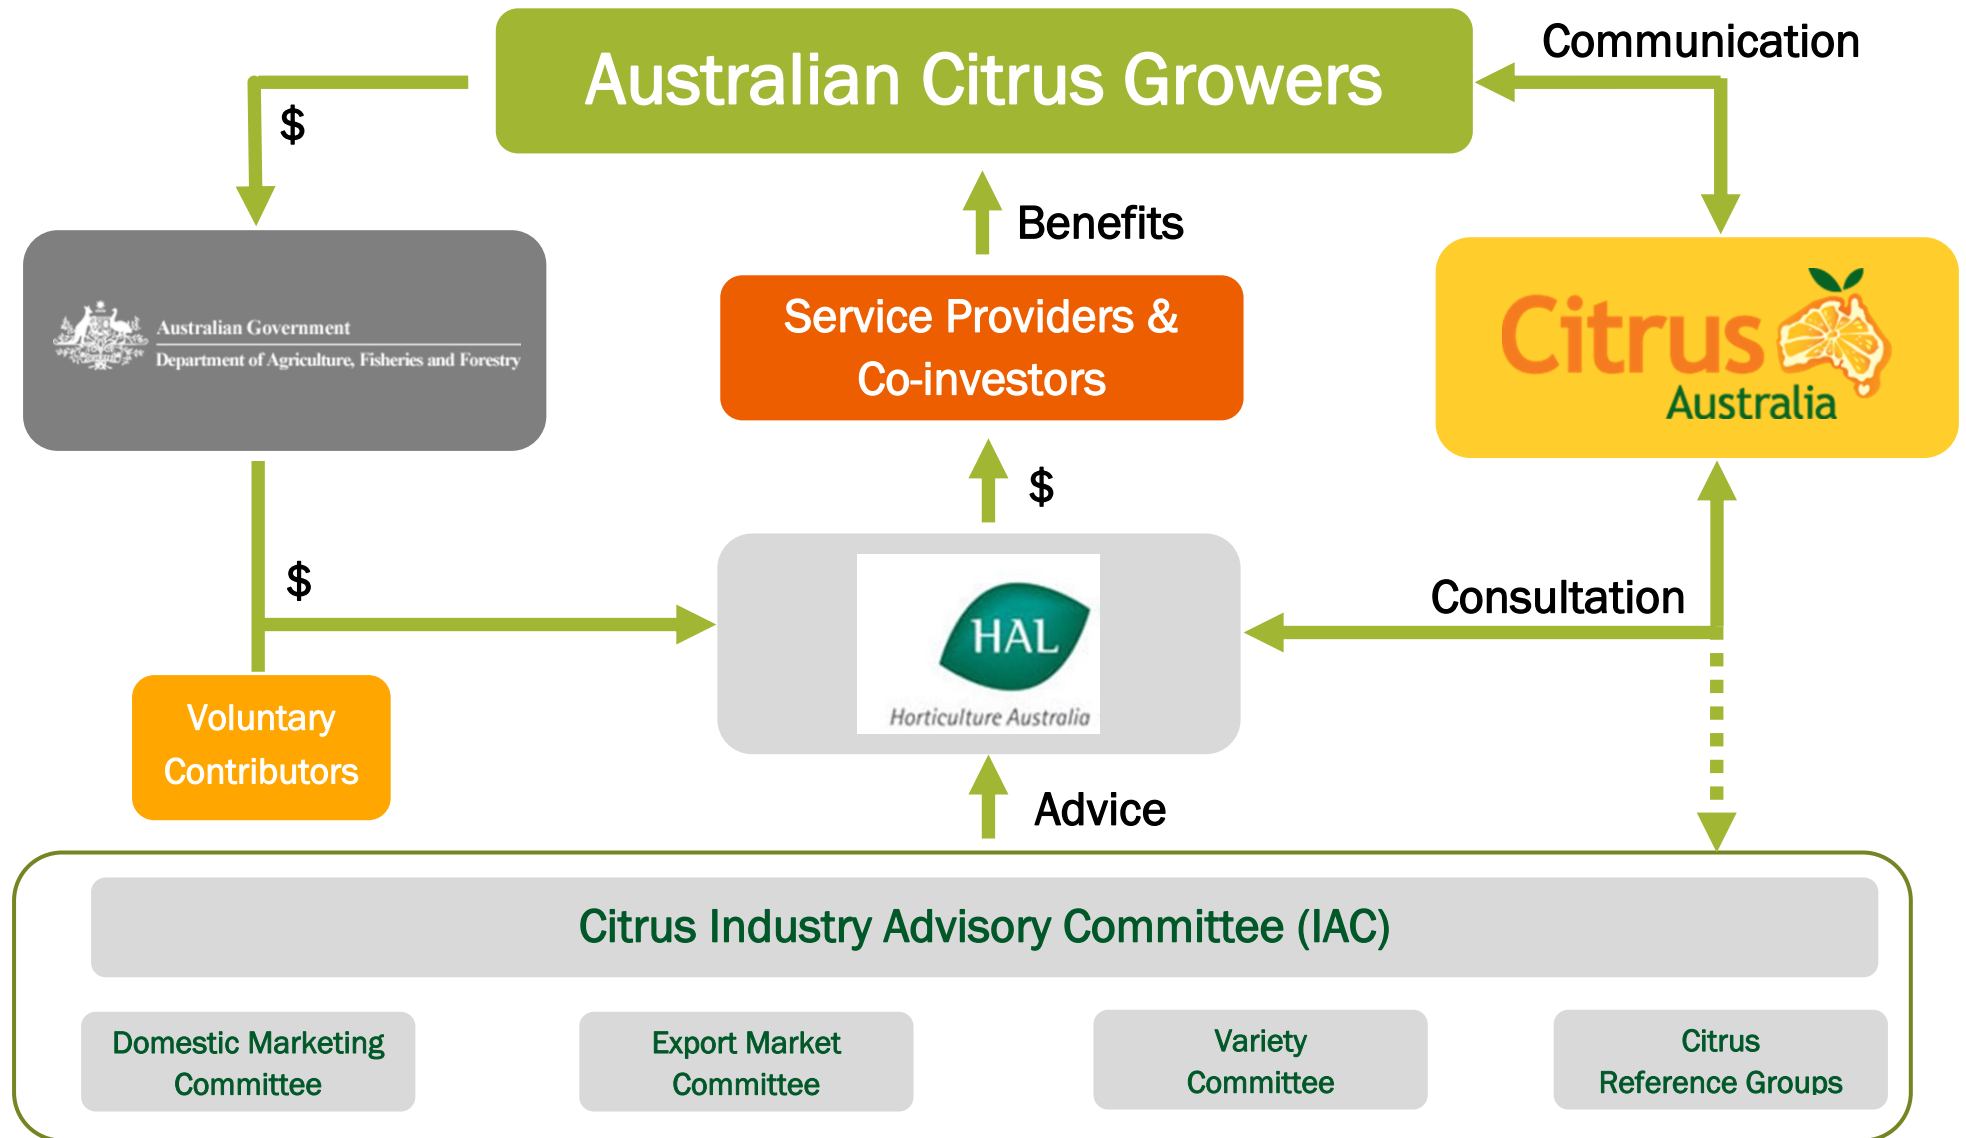 Australian Citrus Growers
Communication
$
Benefits
Australian Government
Department of Agriculture, Fisheries and Forestry
Service Providers &
Co-investors
Citrus
Australia
$
$
HAL
Horticulture Australia
Consultation
Voluntary
Contributors
Advice
Citrus Industry Advisory Committee (IAC)
Domestic Marketing
Committee
Export Market
Committee
Variety
Committee
Citrus
Reference Groups